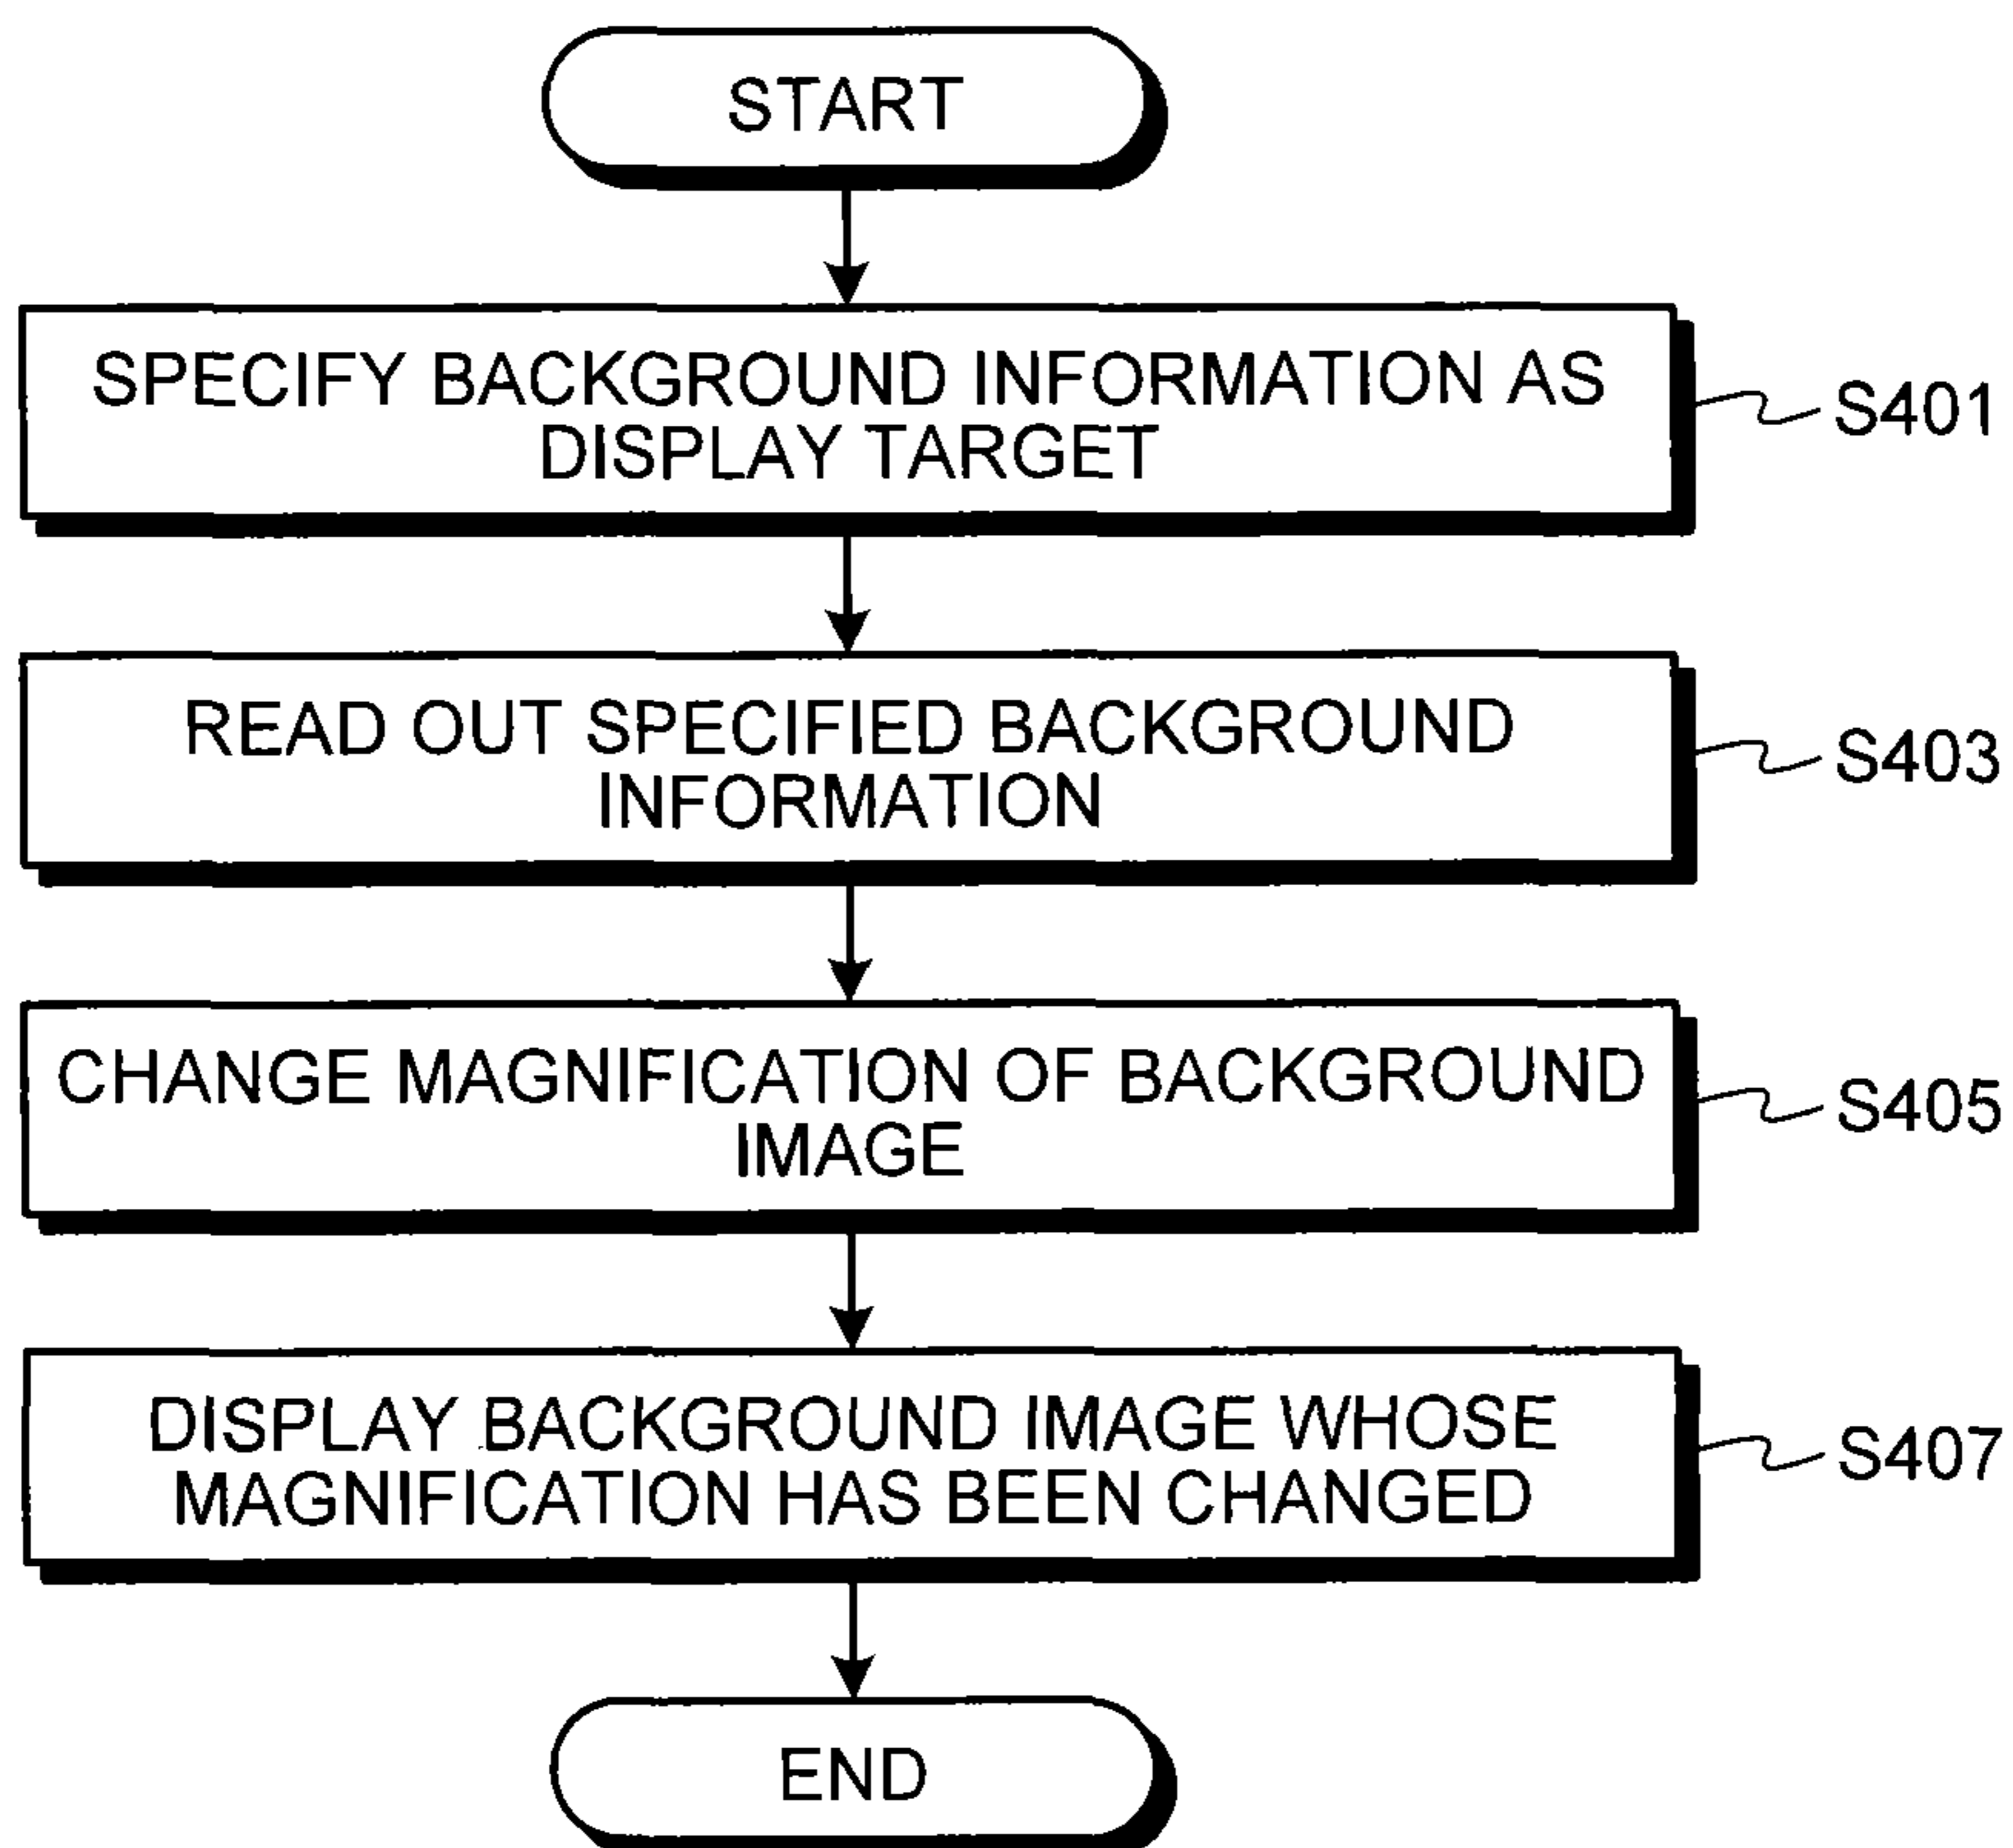 START
SPECIFY BACKGROUND INFORMATION AS
DISPLAY TARGET
S401
READ OUT SPECIFIED BACKGROUND
INFORMATION
S403
CHANGE MAGNIFICATION OF BACKGROUND
IMAGE
S405
DISPLAY BACKGROUND IMAGE WHOSE
MAGNIFICATION HAS BEEN CHANGED
S407
END